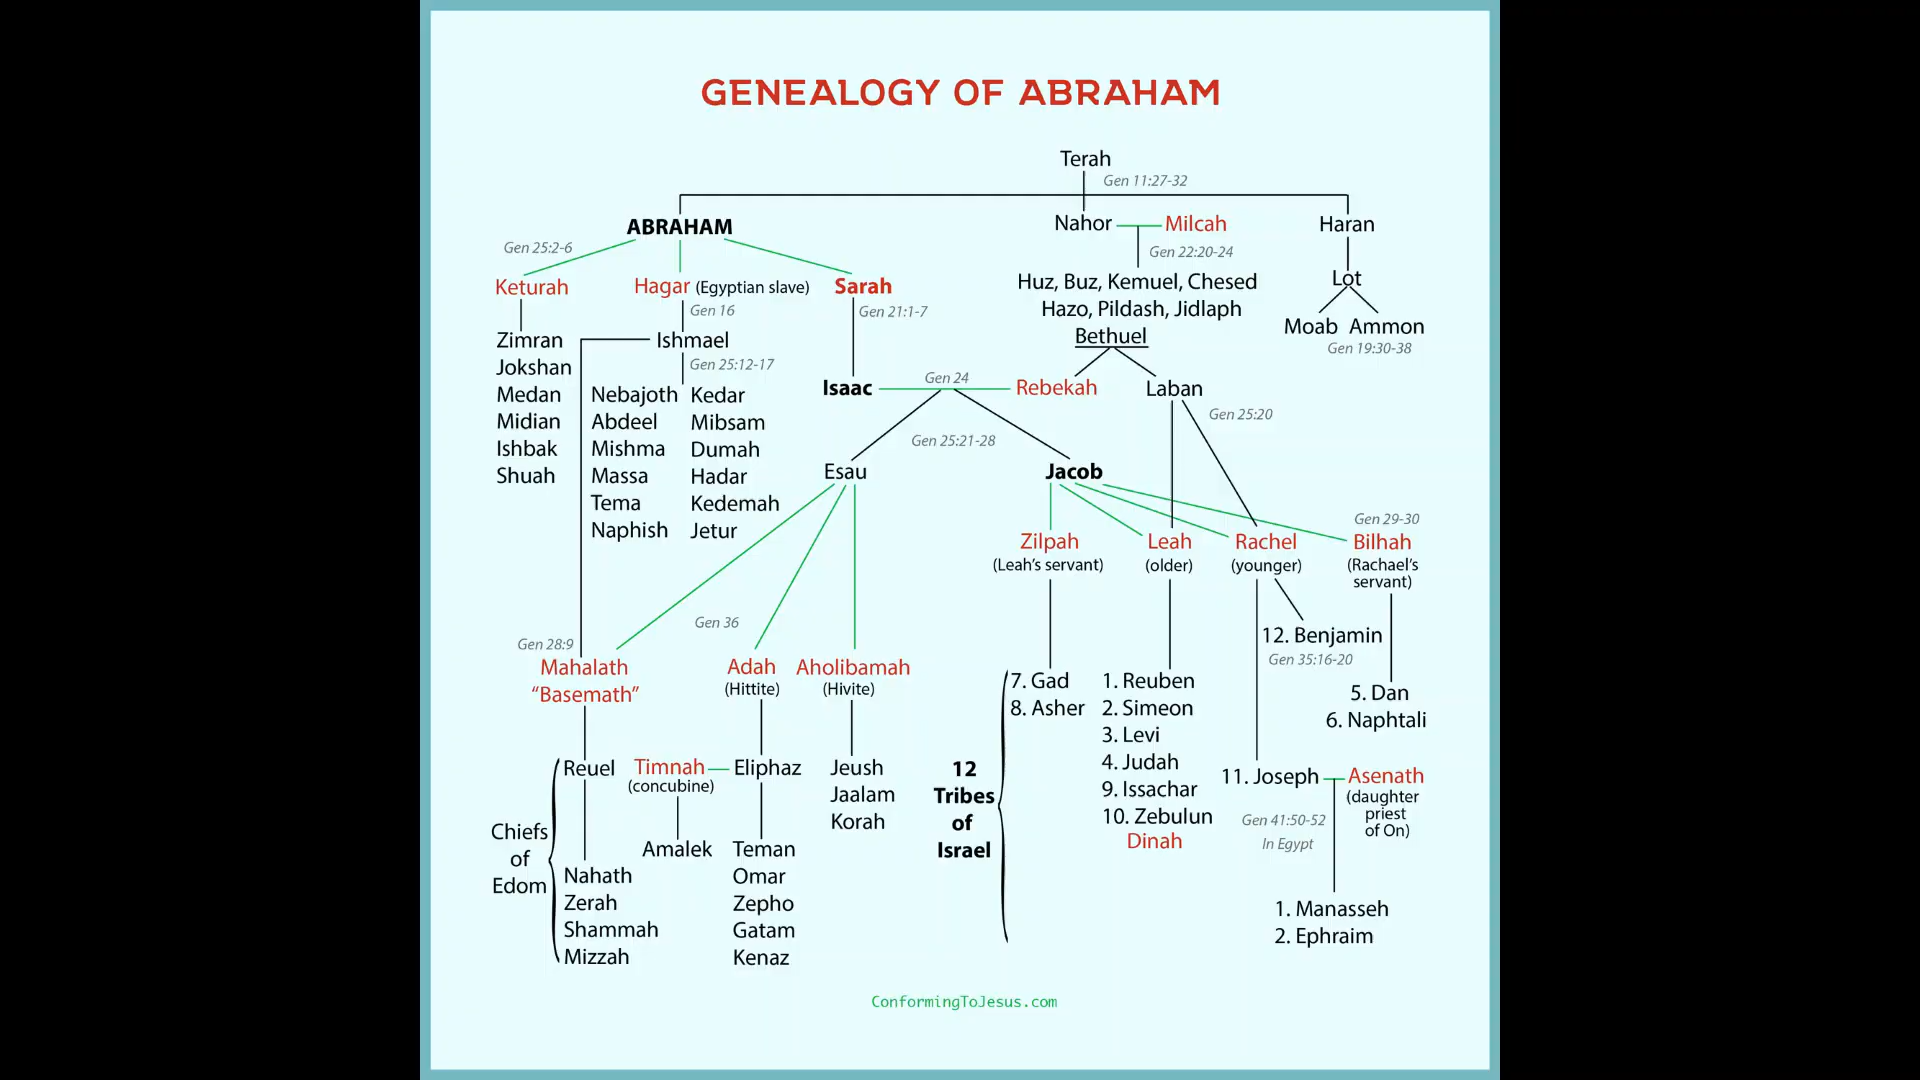 GENEALOGY OF ABRAHAM
Terah
Gen 11:27-32
ABRAHAM
Nahor
Milcah
Haran
Gen 25:2-6
Gen 22:20-24
Keturah
Hagar (Egyptian slave)
Sarah
Huz, Buz, Kemuel, Chesed
Hazo, Pildash, Jidlaph
Bethuel
Lot
Gen 16
Gen 21:1-7
Moab
Ammon
Gen 19:30-38
Zimran
Jokshan
Medan
Midian
Ishbak
Shuah
Ishmael
Gen 25:12-17
Nebajoth
Abdeel
Mishma
Massa
Tema
Naphish
Kedar
Mibsam
Dumah
Hadar
Kedemah
Jetur
Isaac
Gen 24
Rebekah
Laban
Gen 25:20
Gen 25:21-28
Esau
Jacob
Gen 29-30
Zilpah
(Leah's servant)
Leah
(older)
Rachel
(younger)
Bilhah
(Rachael's
servant)
Gen 28:9
Gen 36
Mahalath
"Basemath"
Adah
(Hittite)
Aholibamah
(Hivite)
12. Benjamin
Gen 35:16-20
7. Gad
8. Asher
1. Reuben
2. Simeon
3. Levi
4. Judah
9. Issachar
10. Zebulun
Dinah
5. Dan
6. Naphtali
Reuel
Timnah
(concubine)
Eliphaz
Jeush
Jaalam
Korah
12
Tribes
of
Israel
11. Joseph
Asenath
(daughter
priest
of On)
Gen 41:50-52
In Egypt
Chiefs
of
Edom
Amalek
Nahath
Zerah
Shammah
Mizzah
Teman
Omar
Zepho
Gatam
Kenaz
1. Manasseh
2. Ephraim
ConformingToJesus.com